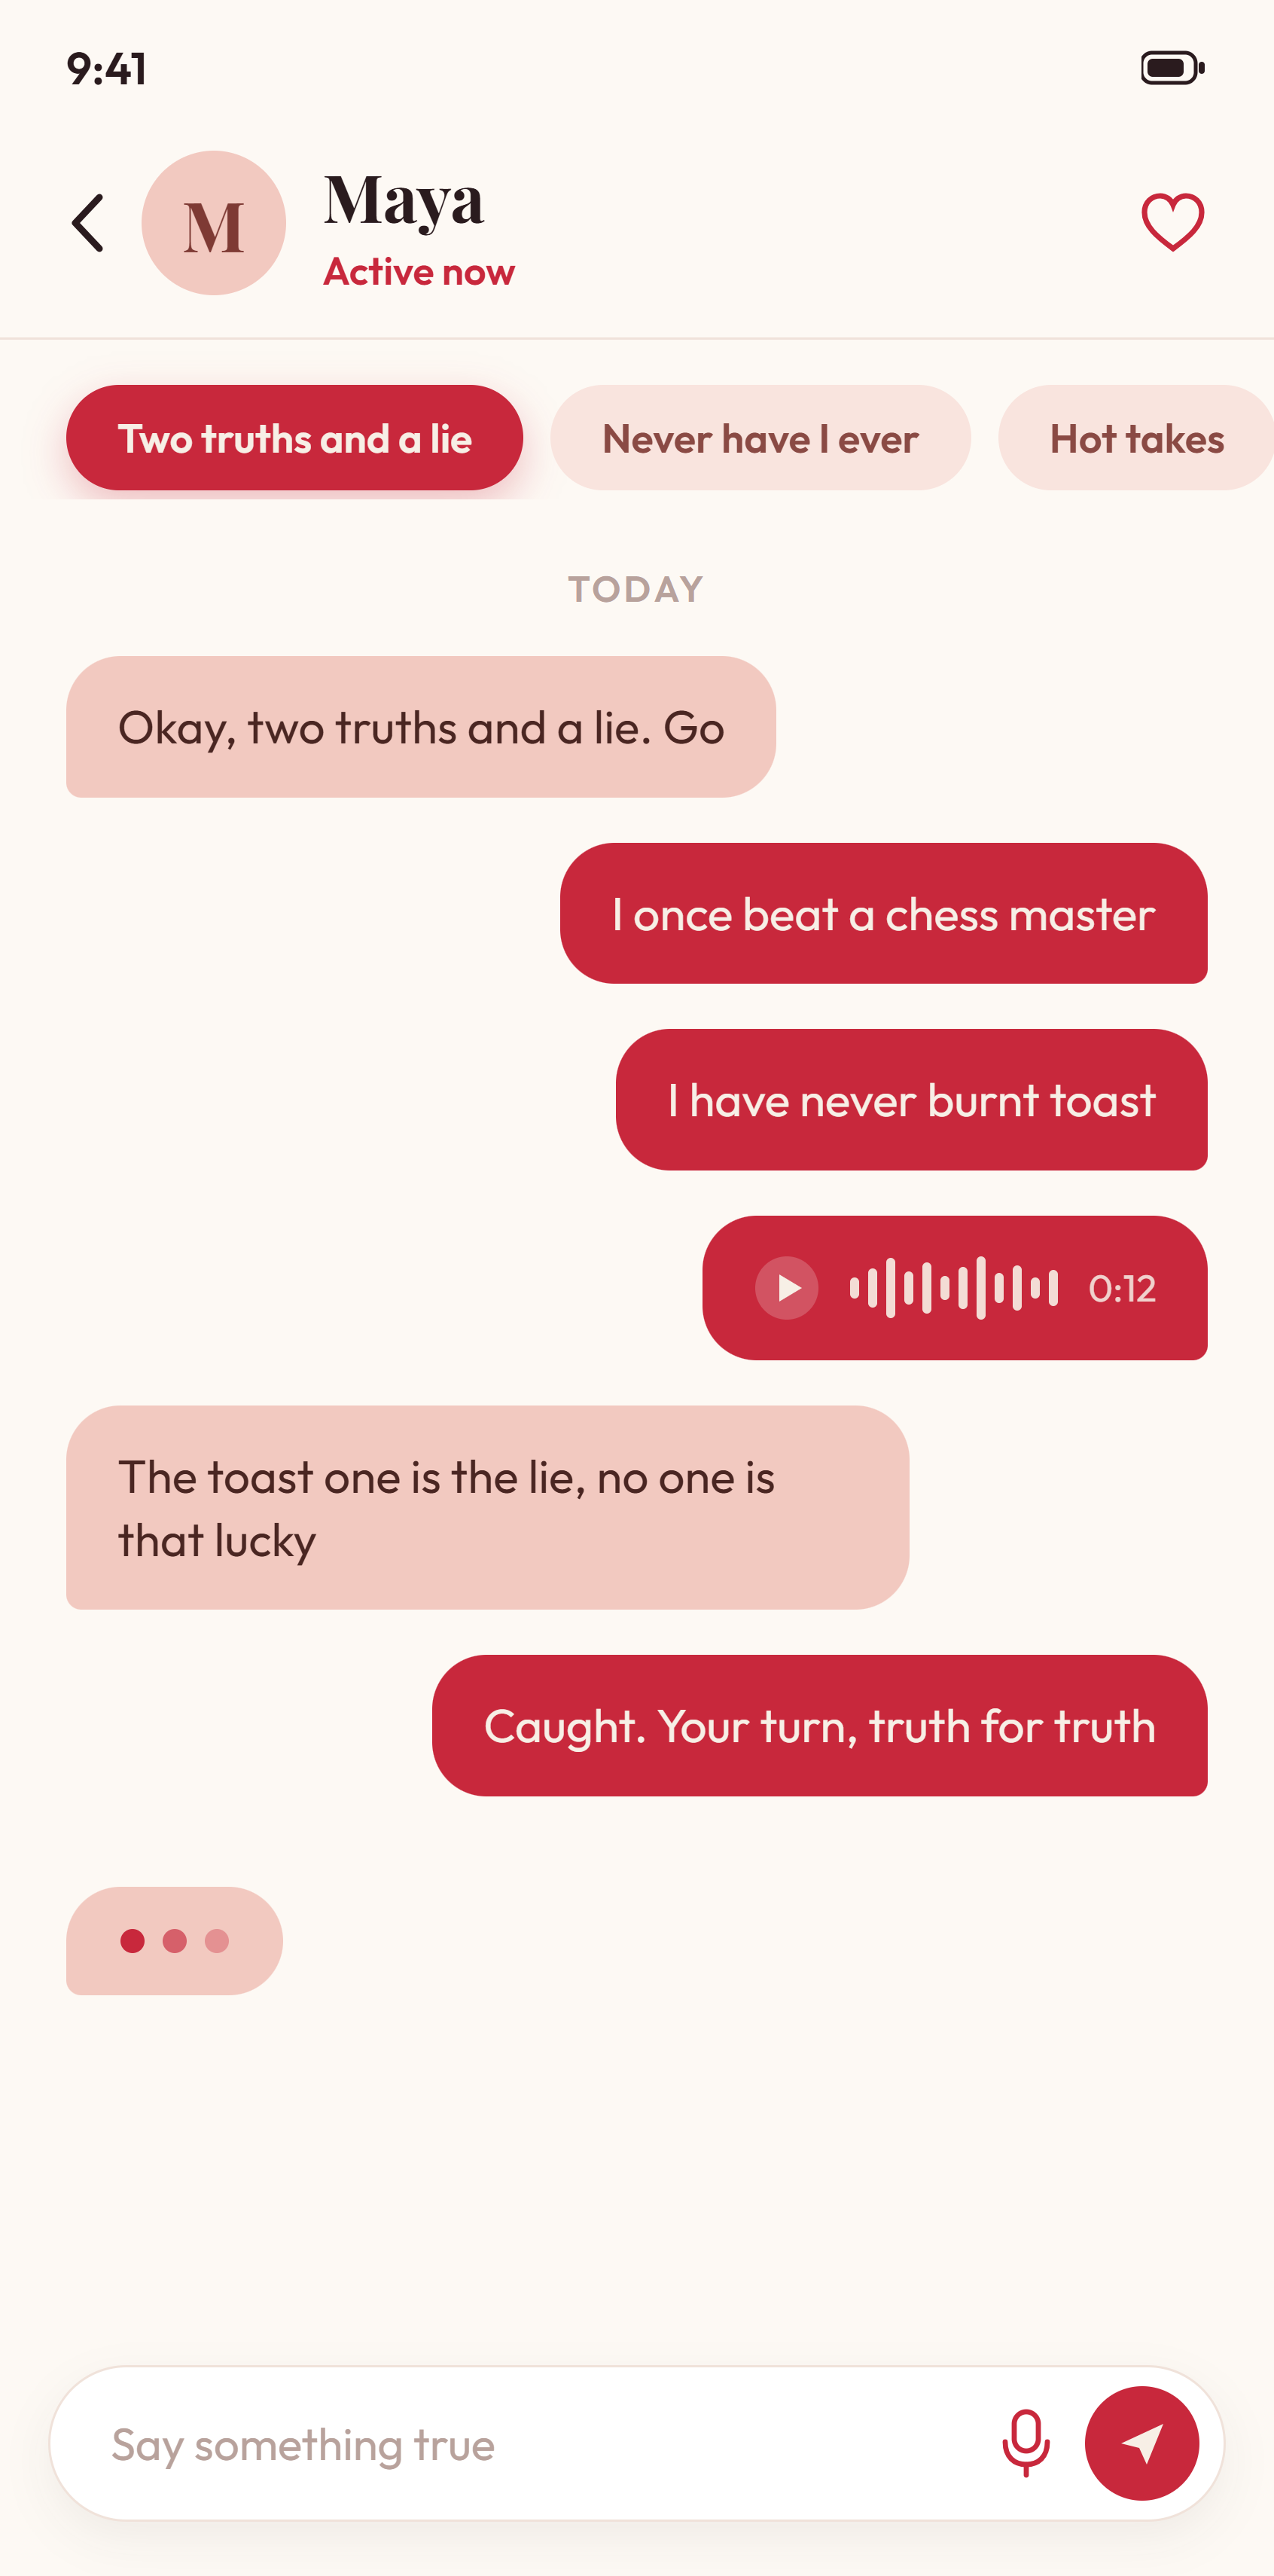 9:41
M
Maya
Active now
Two truths and a lie
Never have I ever
Hot takes
TODAY
Okay, two truths and a lie. Go
I once beat a chess master
I have never burnt toast
0:12
The toast one is the lie, no one is
that lucky
Caught. Your turn, truth for truth
Say something true